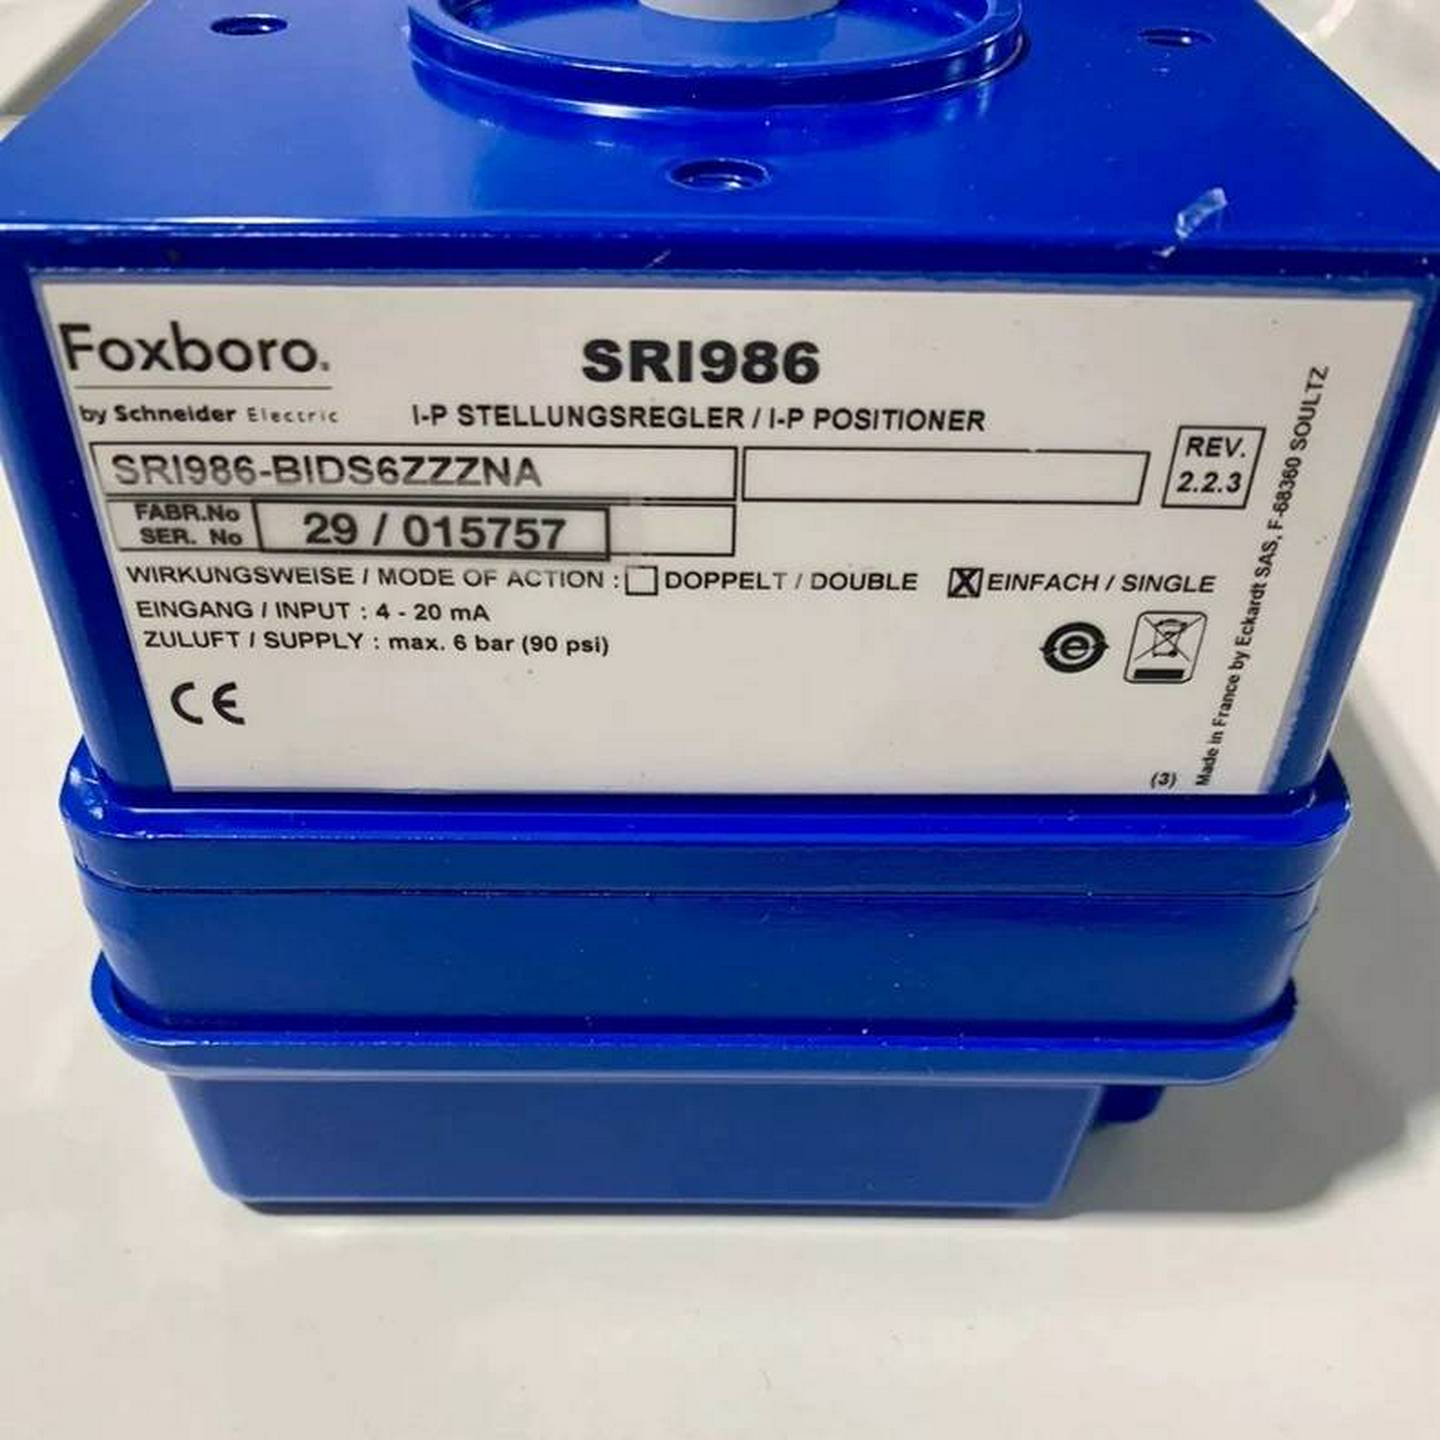 Foxboro.
by Schneider Electric
SRI986
I-P STELLUNGSREGLER / I-P POSITIONER
SRI986-BIDS6ZZZNA
REV.
2.2.3
FABR.No
SER. No
29 / 015757
WIRKUNGSWEISE / MODE OF ACTION : DOPPELT / DOUBLE X EINFACH / SINGLE
EINGANG / INPUT : 4 - 20 mA
ZULUFT / SUPPLY : max. 6 bar (90 psi)
CE
e
(3)
Made in France by Eckardt SAS, F-68360 SOULTZ